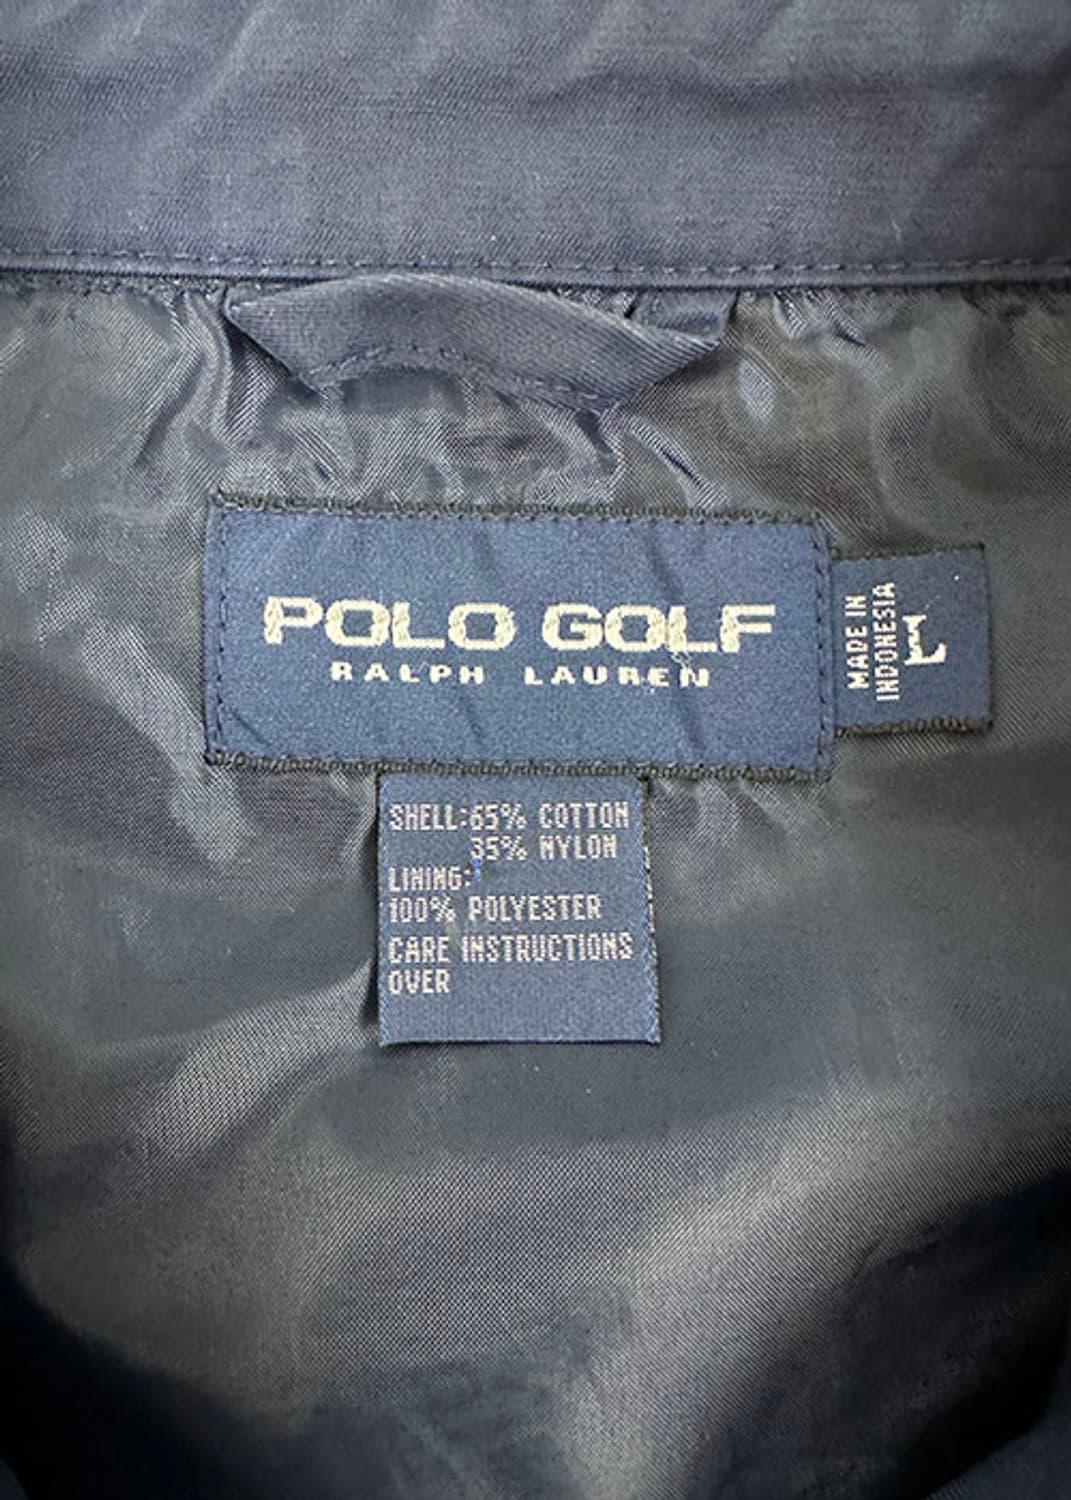 POLO GOLF
RALPH LAUREN
MADE IN
INDONESIA
L
SHELL:65% COTTON
35% NYLON
LINING:
100% POLYESTER
CARE INSTRUCTIONS
OVER